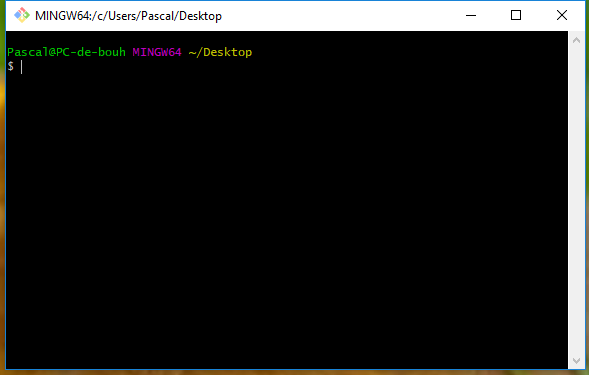 MINGW64:/c/Users/Pascal/Desktop
Pascal@PC-de-bouh MINGW64 ~/Desktop
$